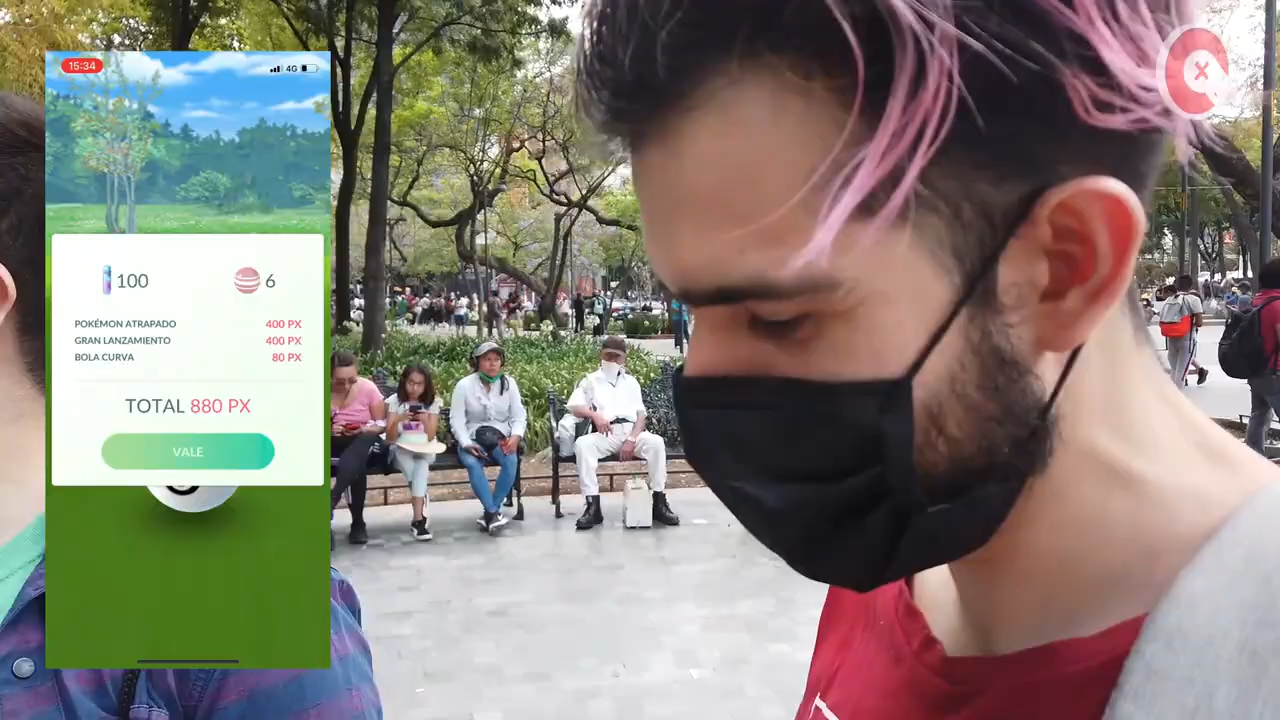 15:34
4G
100
6
POKÉMON ATRAPADO 400 PX
GRAN LANZAMIENTO 400 PX
BOLA CURVA 80 PX
TOTAL 880 PX
VALE